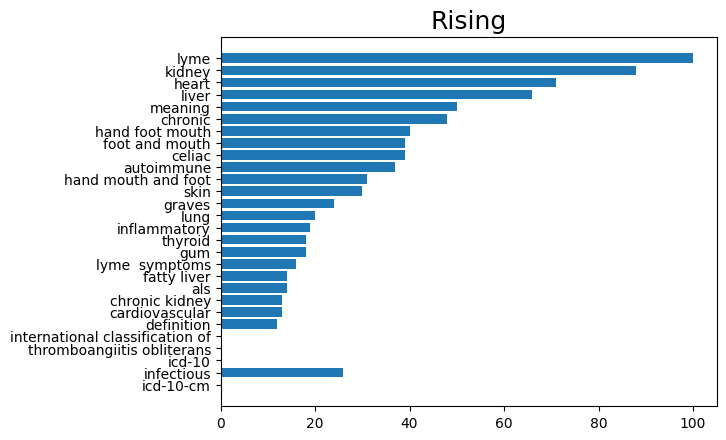 Rising
lyme
kidney
heart
liver
meaning
chronic
hand foot mouth
foot and mouth
celiac
autoimmune
hand mouth and foot
skin
graves
lung
inflammatory
thyroid
gum
lyme  symptoms
fatty liver
als
chronic kidney
cardiovascular
definition
international classification of
thromboangiitis obliterans
icd-10
infectious
icd-10-cm
0 20 40 60 80 100